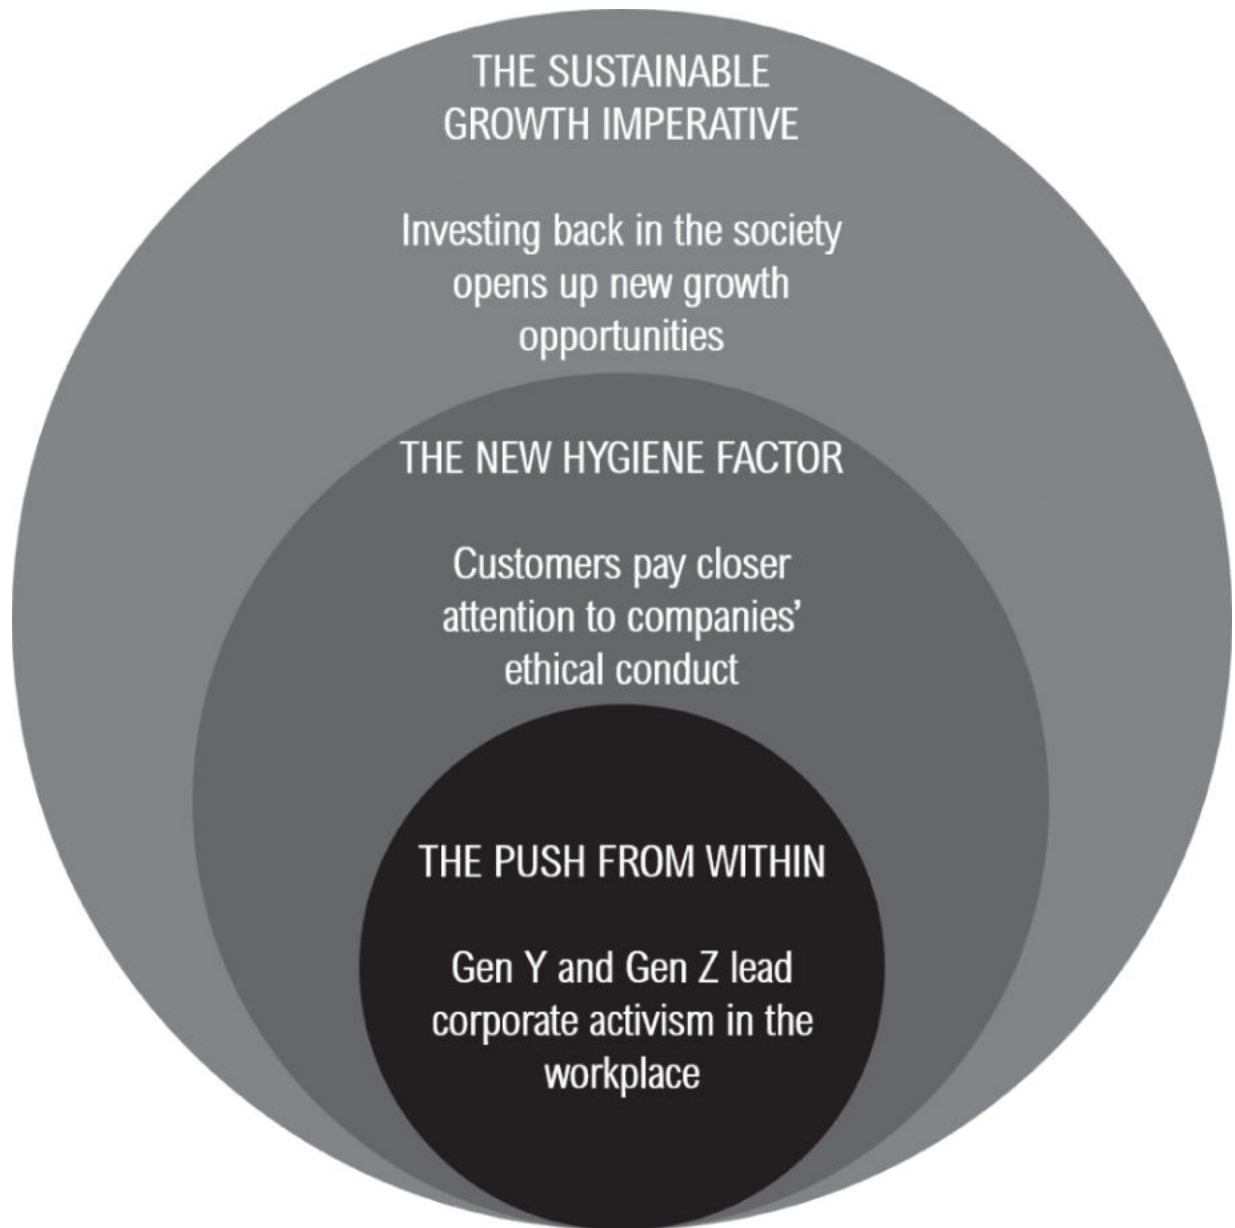 THE SUSTAINABLE
GROWTH IMPERATIVE
Investing back in the society
opens up new growth
opportunities
THE NEW HYGIENE FACTOR
Customers pay closer
attention to companies’
ethical conduct
THE PUSH FROM WITHIN
Gen Y and Gen Z lead
corporate activism in the
workplace